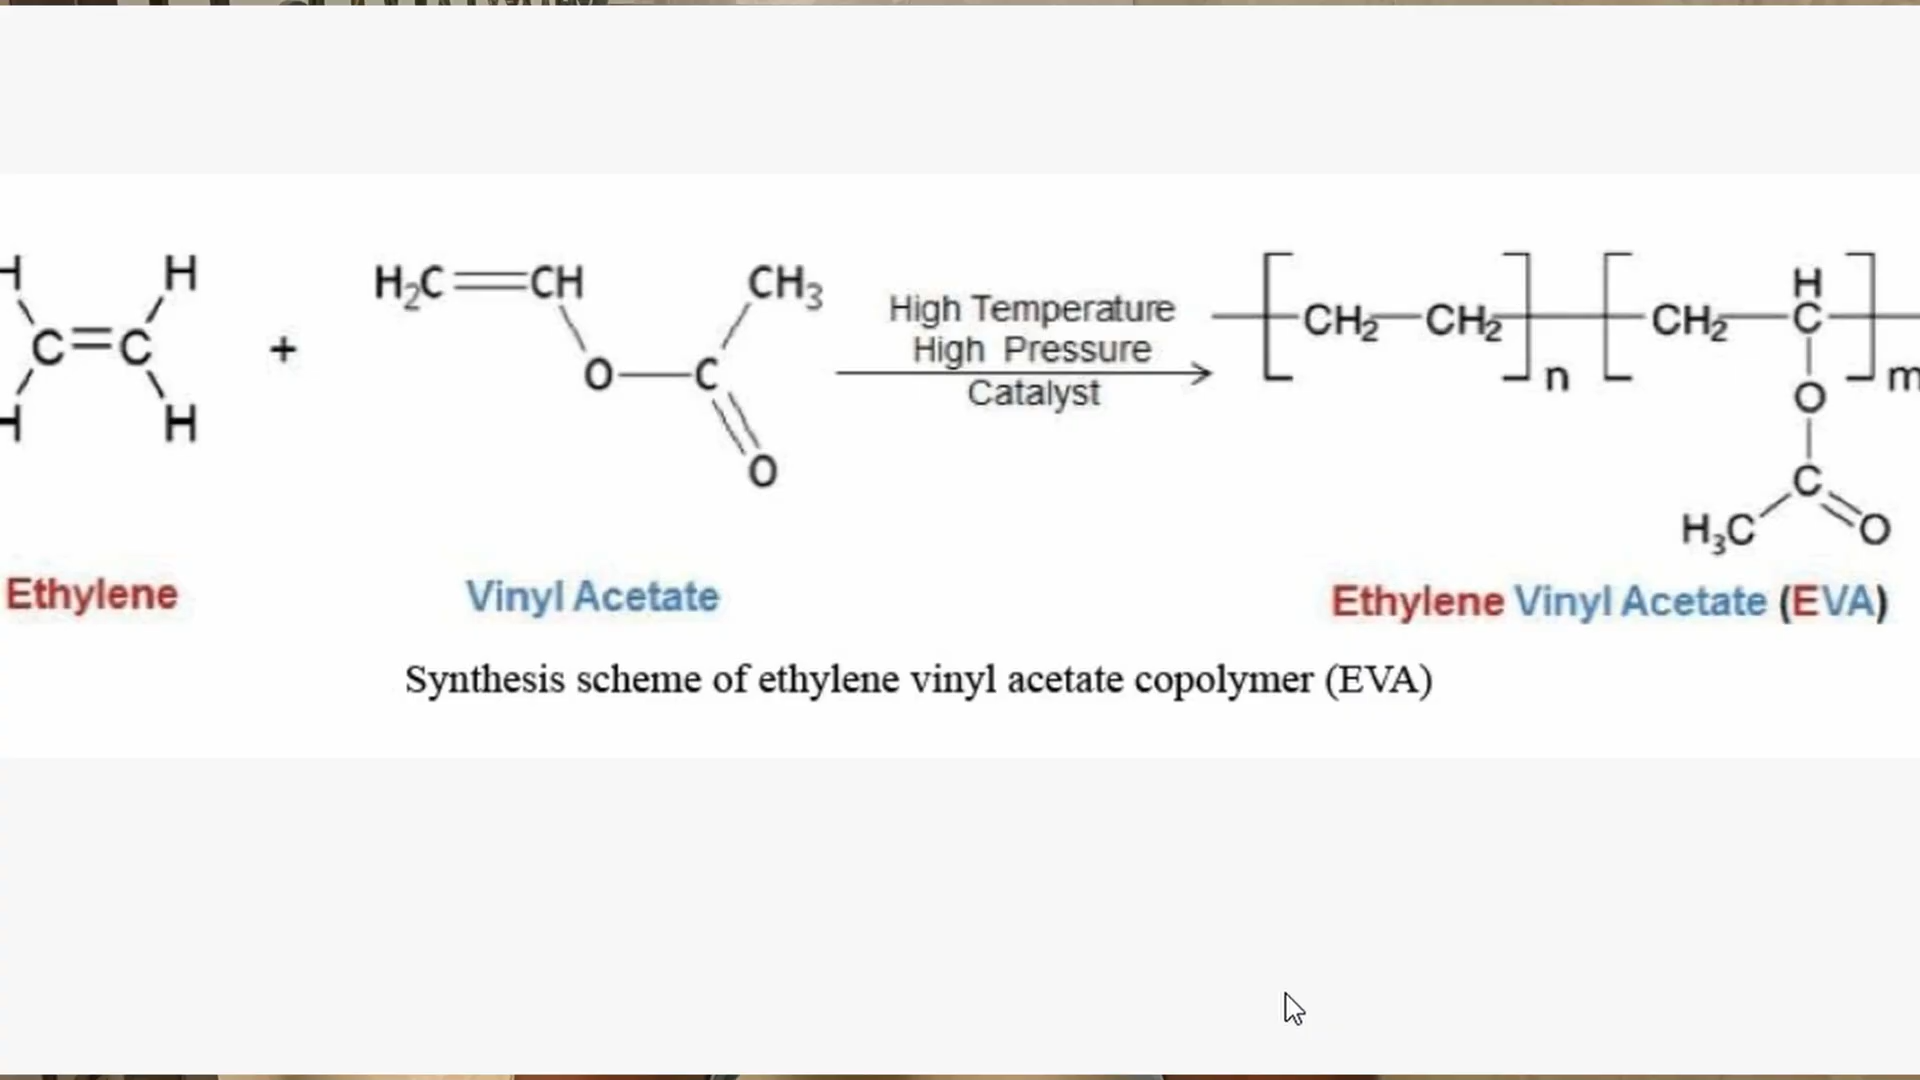 H H
C=C
H H
+
H₂C=CH CH₃
O—C
O
High Temperature
High Pressure
Catalyst
CH₂—CH₂ n
CH₂—C m
H
O
C
H₃C O
Ethylene
Vinyl Acetate
Ethylene Vinyl Acetate (EVA)
Synthesis scheme of ethylene vinyl acetate copolymer (EVA)